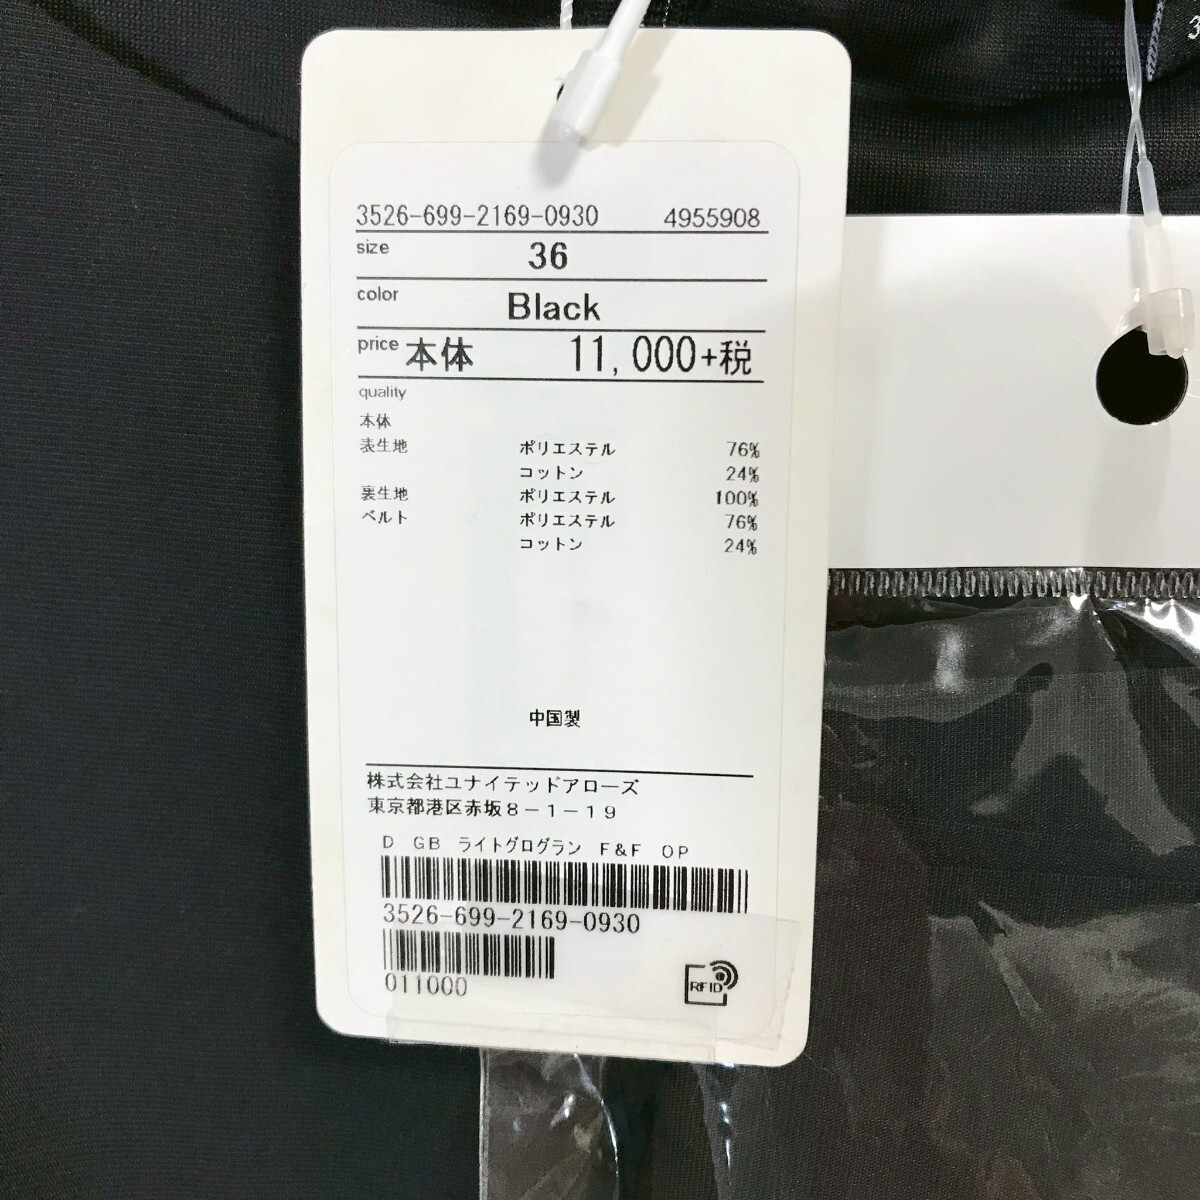 3526-699-2169-0930 4955908
size 36
color Black
price 本体 11,000+税
quality
本体
表生地 ポリエステル 76%
コットン 24%
裏生地 ポリエステル 100%
ベルト ポリエステル 76%
コットン 24%
中国製
株式会社ユナイテッドアローズ
東京都港区赤坂8-1-19
D GB ライトグログラン F&F OP
3526-699-2169-0930
011000
RFID